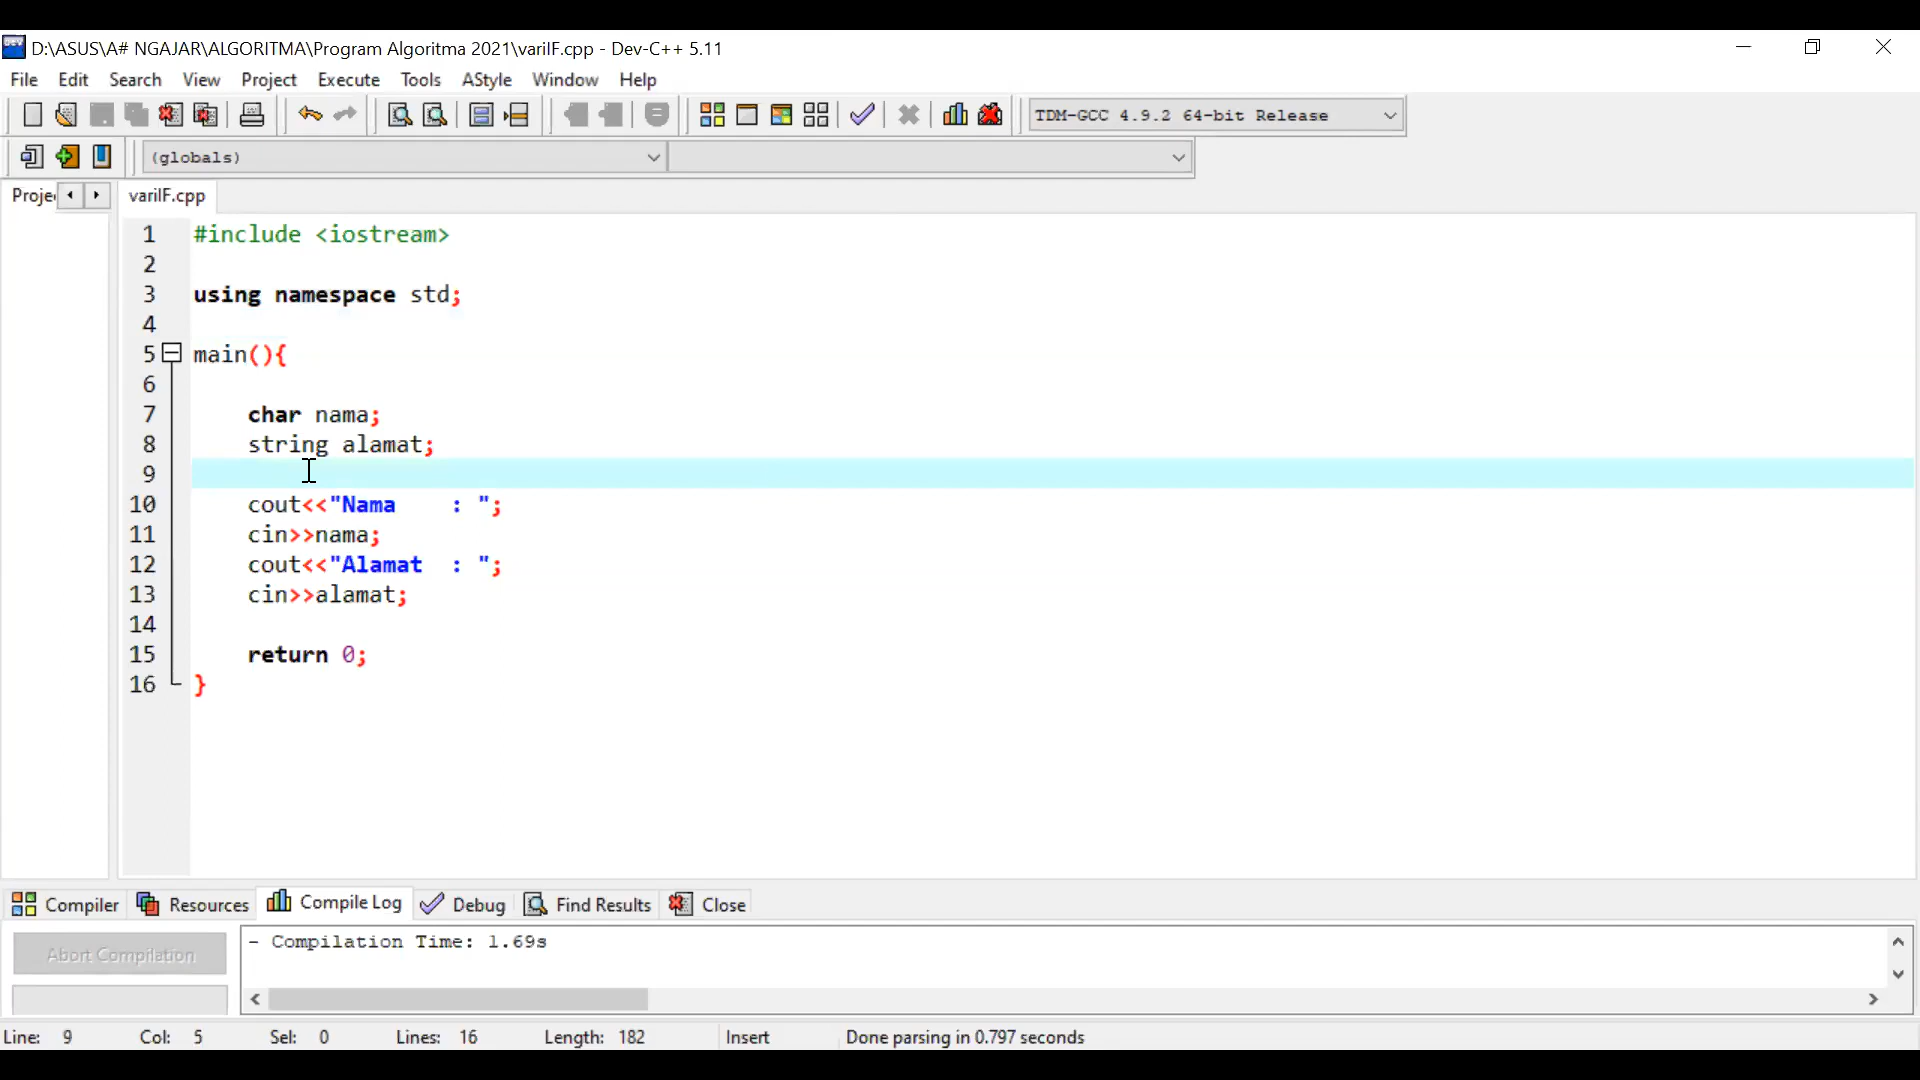 D:\ASUS\A# NGAJAR\ALGORITMA\Program Algoritma 2021\variIF.cpp - Dev-C++ 5.11
File Edit Search View Project Execute Tools AStyle Window Help
TDM-GCC 4.9.2 64-bit Release
(globals)
Proje variIF.cpp
1 #include <iostream>
2
3 using namespace std;
4
5 main(){
6
7 char nama;
8 string alamat;
9
10 cout<<"Nama    : ";
11 cin>>nama;
12 cout<<"Alamat  : ";
13 cin>>alamat;
14
15 return 0;
16 }
Compiler Resources Compile Log Debug Find Results Close
Abort Compilation - Compilation Time: 1.69s
Line: 9 Col: 5 Sel: 0 Lines: 16 Length: 182 Insert Done parsing in 0.797 seconds